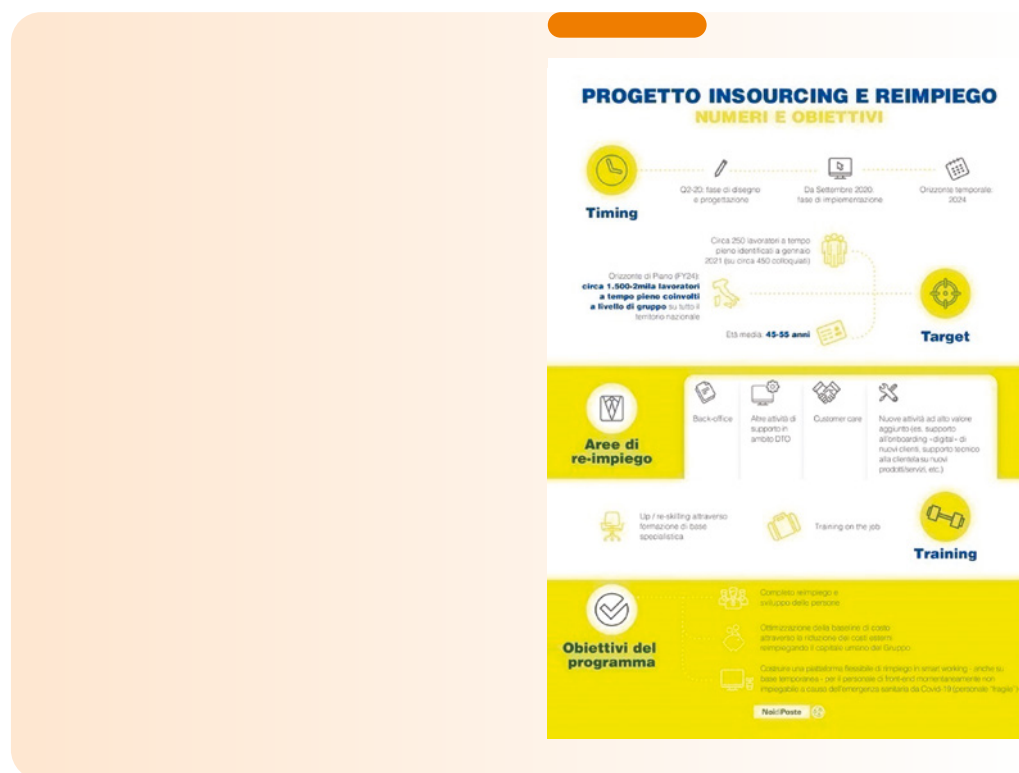 PROGETTO INSOURCING E REIMPIEGO
NUMERI E OBIETTIVI
Timing
Q2-20: fase di disegno
e progettazione
Da Settembre 2020:
fase di implementazione
Orizzonte temporale:
2024
Circa 250 lavoratori a tempo
pieno identificati a gennaio
2021 (su circa 450 colloquiati)
Orizzonte di Piano (FY24):
circa 1.500-2mila lavoratori
a tempo pieno coinvolti
a livello di gruppo su tutto il
territorio nazionale
Età media: 45-55 anni
Target
Aree di
re-impiego
Back-office
Altre attività di
supporto in
ambito DTO
Customer care
Nuove attività ad alto valore
aggiunto (es. supporto
all'onboarding «digital» di
nuovi clienti, supporto tecnico
alla clientela su nuovi
prodotti/servizi, etc.)
Up / re-skilling attraverso
formazione di base
specialistica
Training on the job
Training
Obiettivi del
programma
Completo reimpiego e
sviluppo delle persone
Ottimizzazione della baseline di costo
attraverso la riduzione dei costi esterni
reimpiegando il capitale umano del Gruppo
Costruire una piattaforma flessibile di reimpiego in smart working - anche su
base temporanea - per il personale di front-end momentaneamente non
impiegabile a causa dell'emergenza sanitaria da Covid-19 (personale "fragile")
NoidiPoste